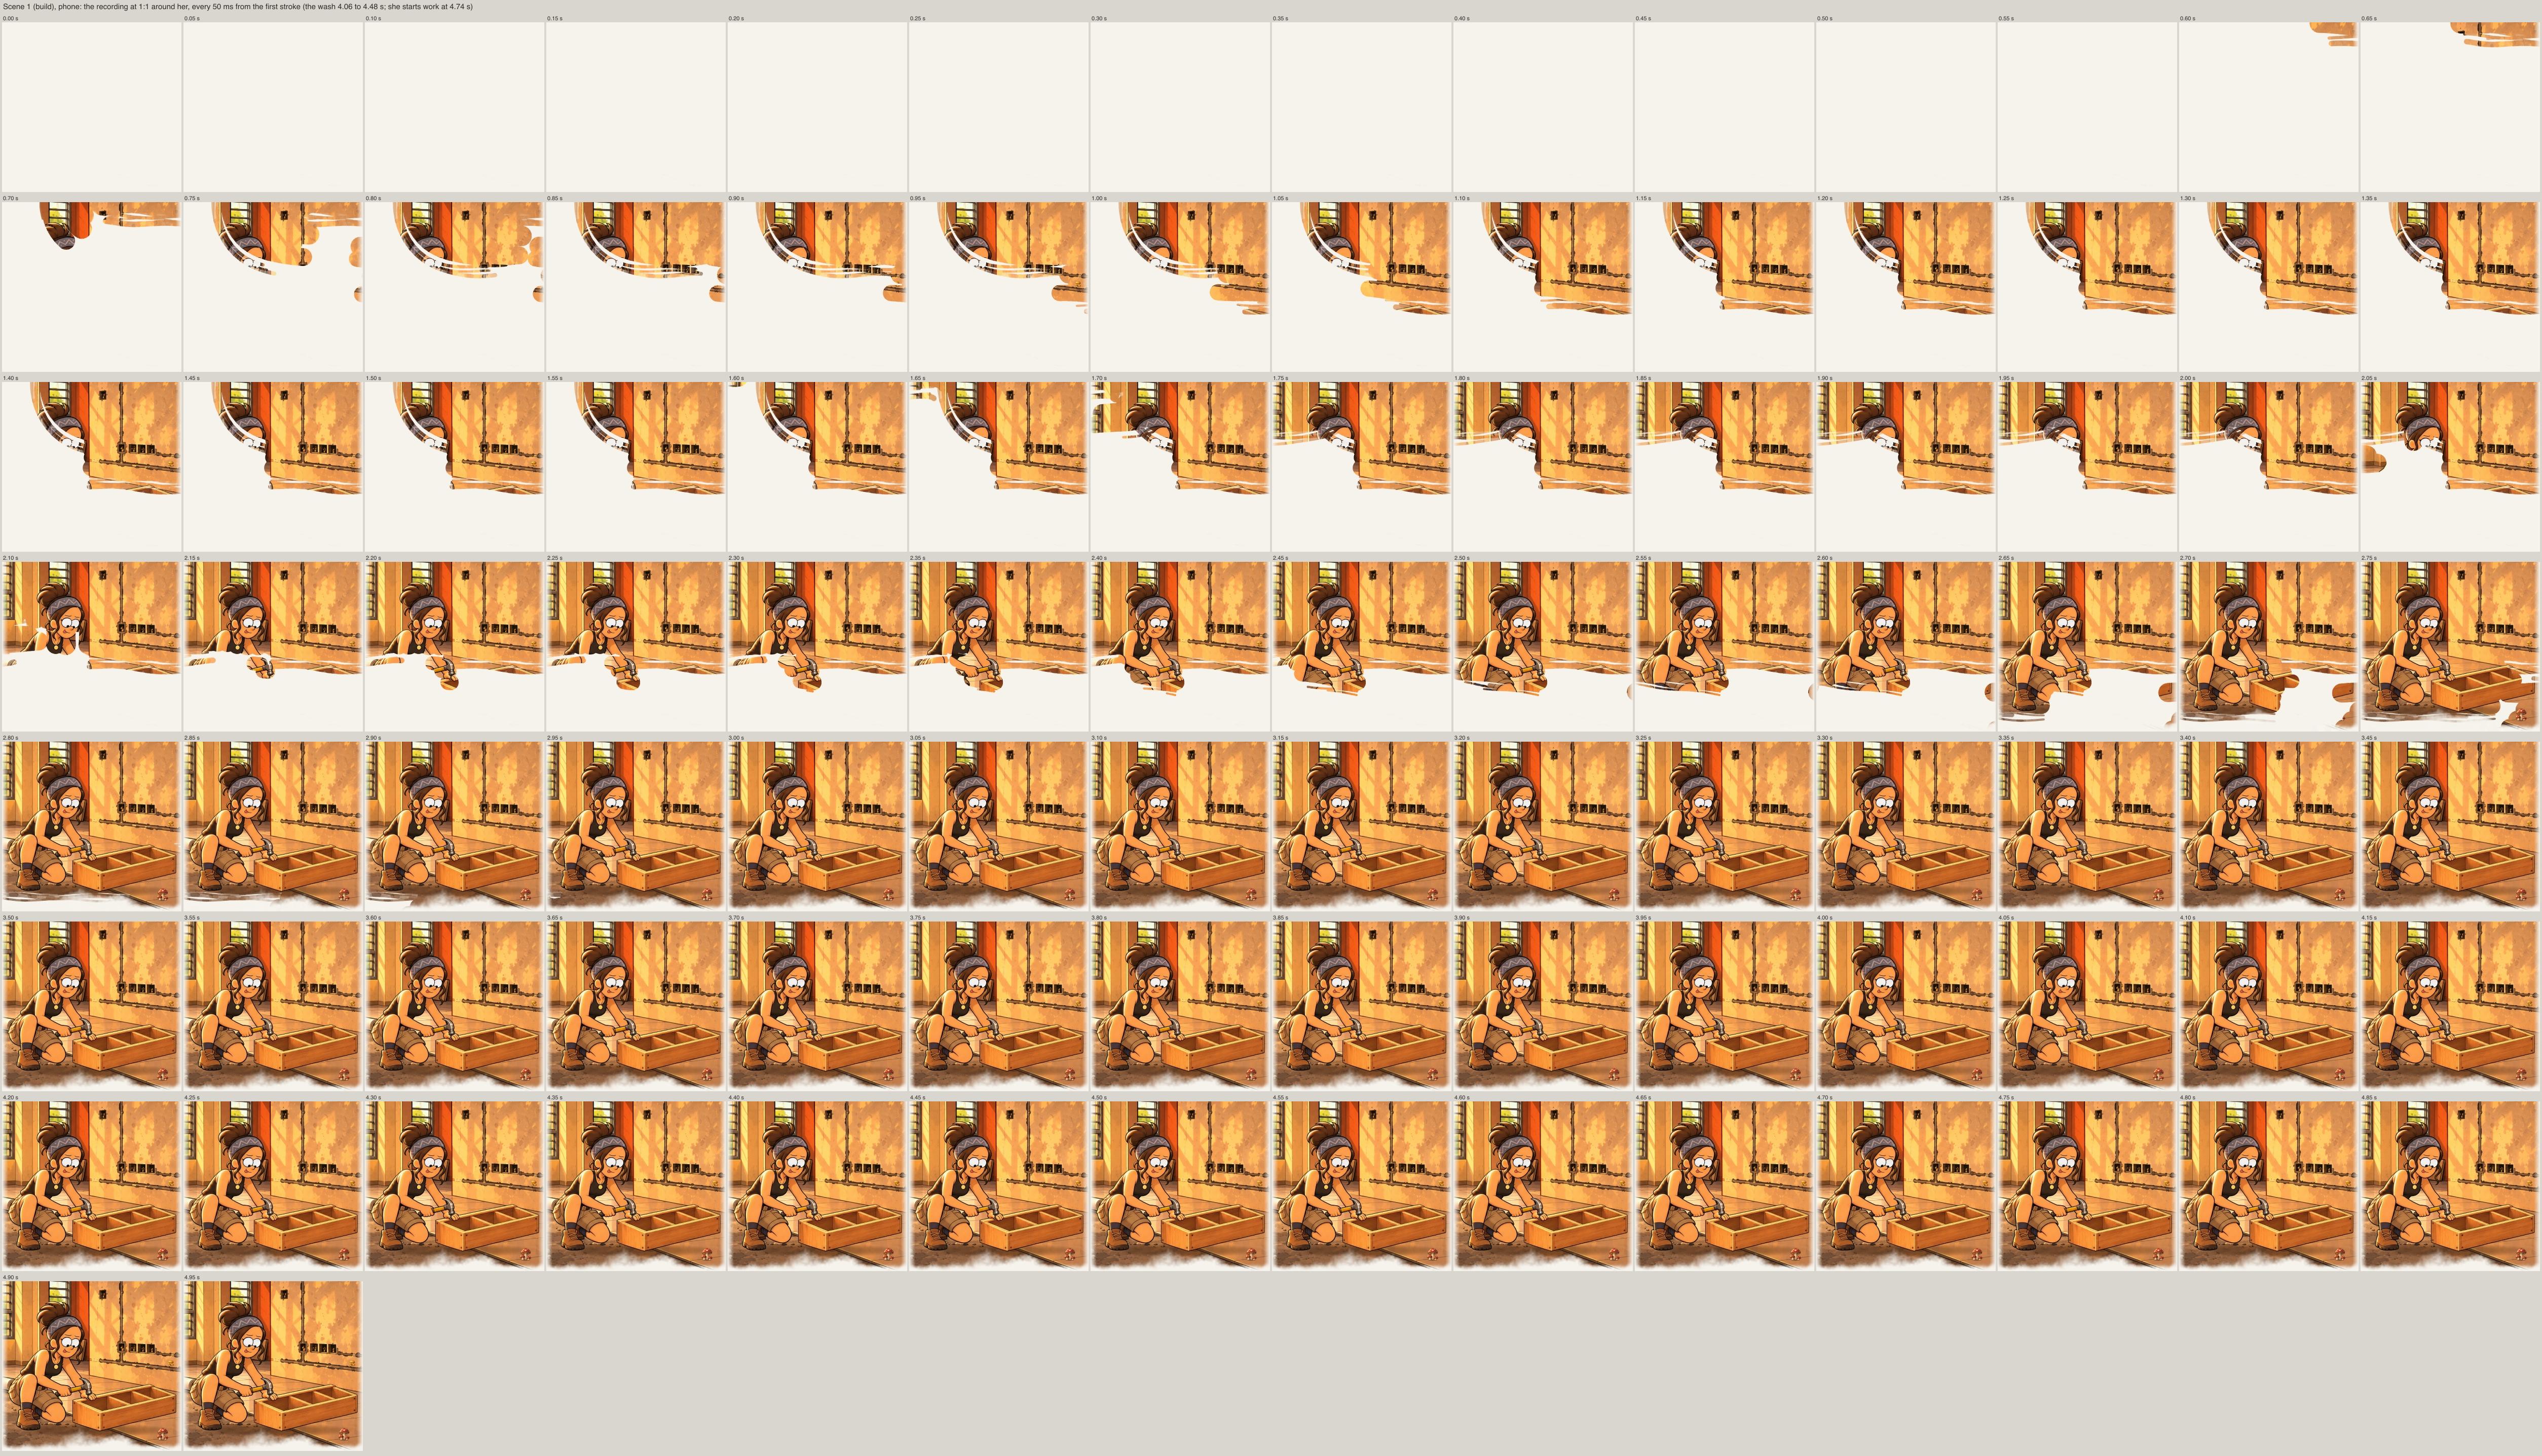 Scene 1 (build), phone: the recording at 1:1 around her, every 50 ms from the first stroke (the wash 4.06 to 4.48 s; she starts work at 4.74 s)
0.00 s 0.05 s 0.10 s 0.15 s 0.20 s 0.25 s 0.30 s 0.35 s 0.40 s 0.45 s 0.50 s 0.55 s 0.60 s 0.65 s
0.70 s 0.75 s 0.80 s 0.85 s 0.90 s 0.95 s 1.00 s 1.05 s 1.10 s 1.15 s 1.20 s 1.25 s 1.30 s 1.35 s
1.40 s 1.45 s 1.50 s 1.55 s 1.60 s 1.65 s 1.70 s 1.75 s 1.80 s 1.85 s 1.90 s 1.95 s 2.00 s 2.05 s
2.10 s 2.15 s 2.20 s 2.25 s 2.30 s 2.35 s 2.40 s 2.45 s 2.50 s 2.55 s 2.60 s 2.65 s 2.70 s 2.75 s
2.80 s 2.85 s 2.90 s 2.95 s 3.00 s 3.05 s 3.10 s 3.15 s 3.20 s 3.25 s 3.30 s 3.35 s 3.40 s 3.45 s
3.50 s 3.55 s 3.60 s 3.65 s 3.70 s 3.75 s 3.80 s 3.85 s 3.90 s 3.95 s 4.00 s 4.05 s 4.10 s 4.15 s
4.20 s 4.25 s 4.30 s 4.35 s 4.40 s 4.45 s 4.50 s 4.55 s 4.60 s 4.65 s 4.70 s 4.75 s 4.80 s 4.85 s
4.90 s 4.95 s